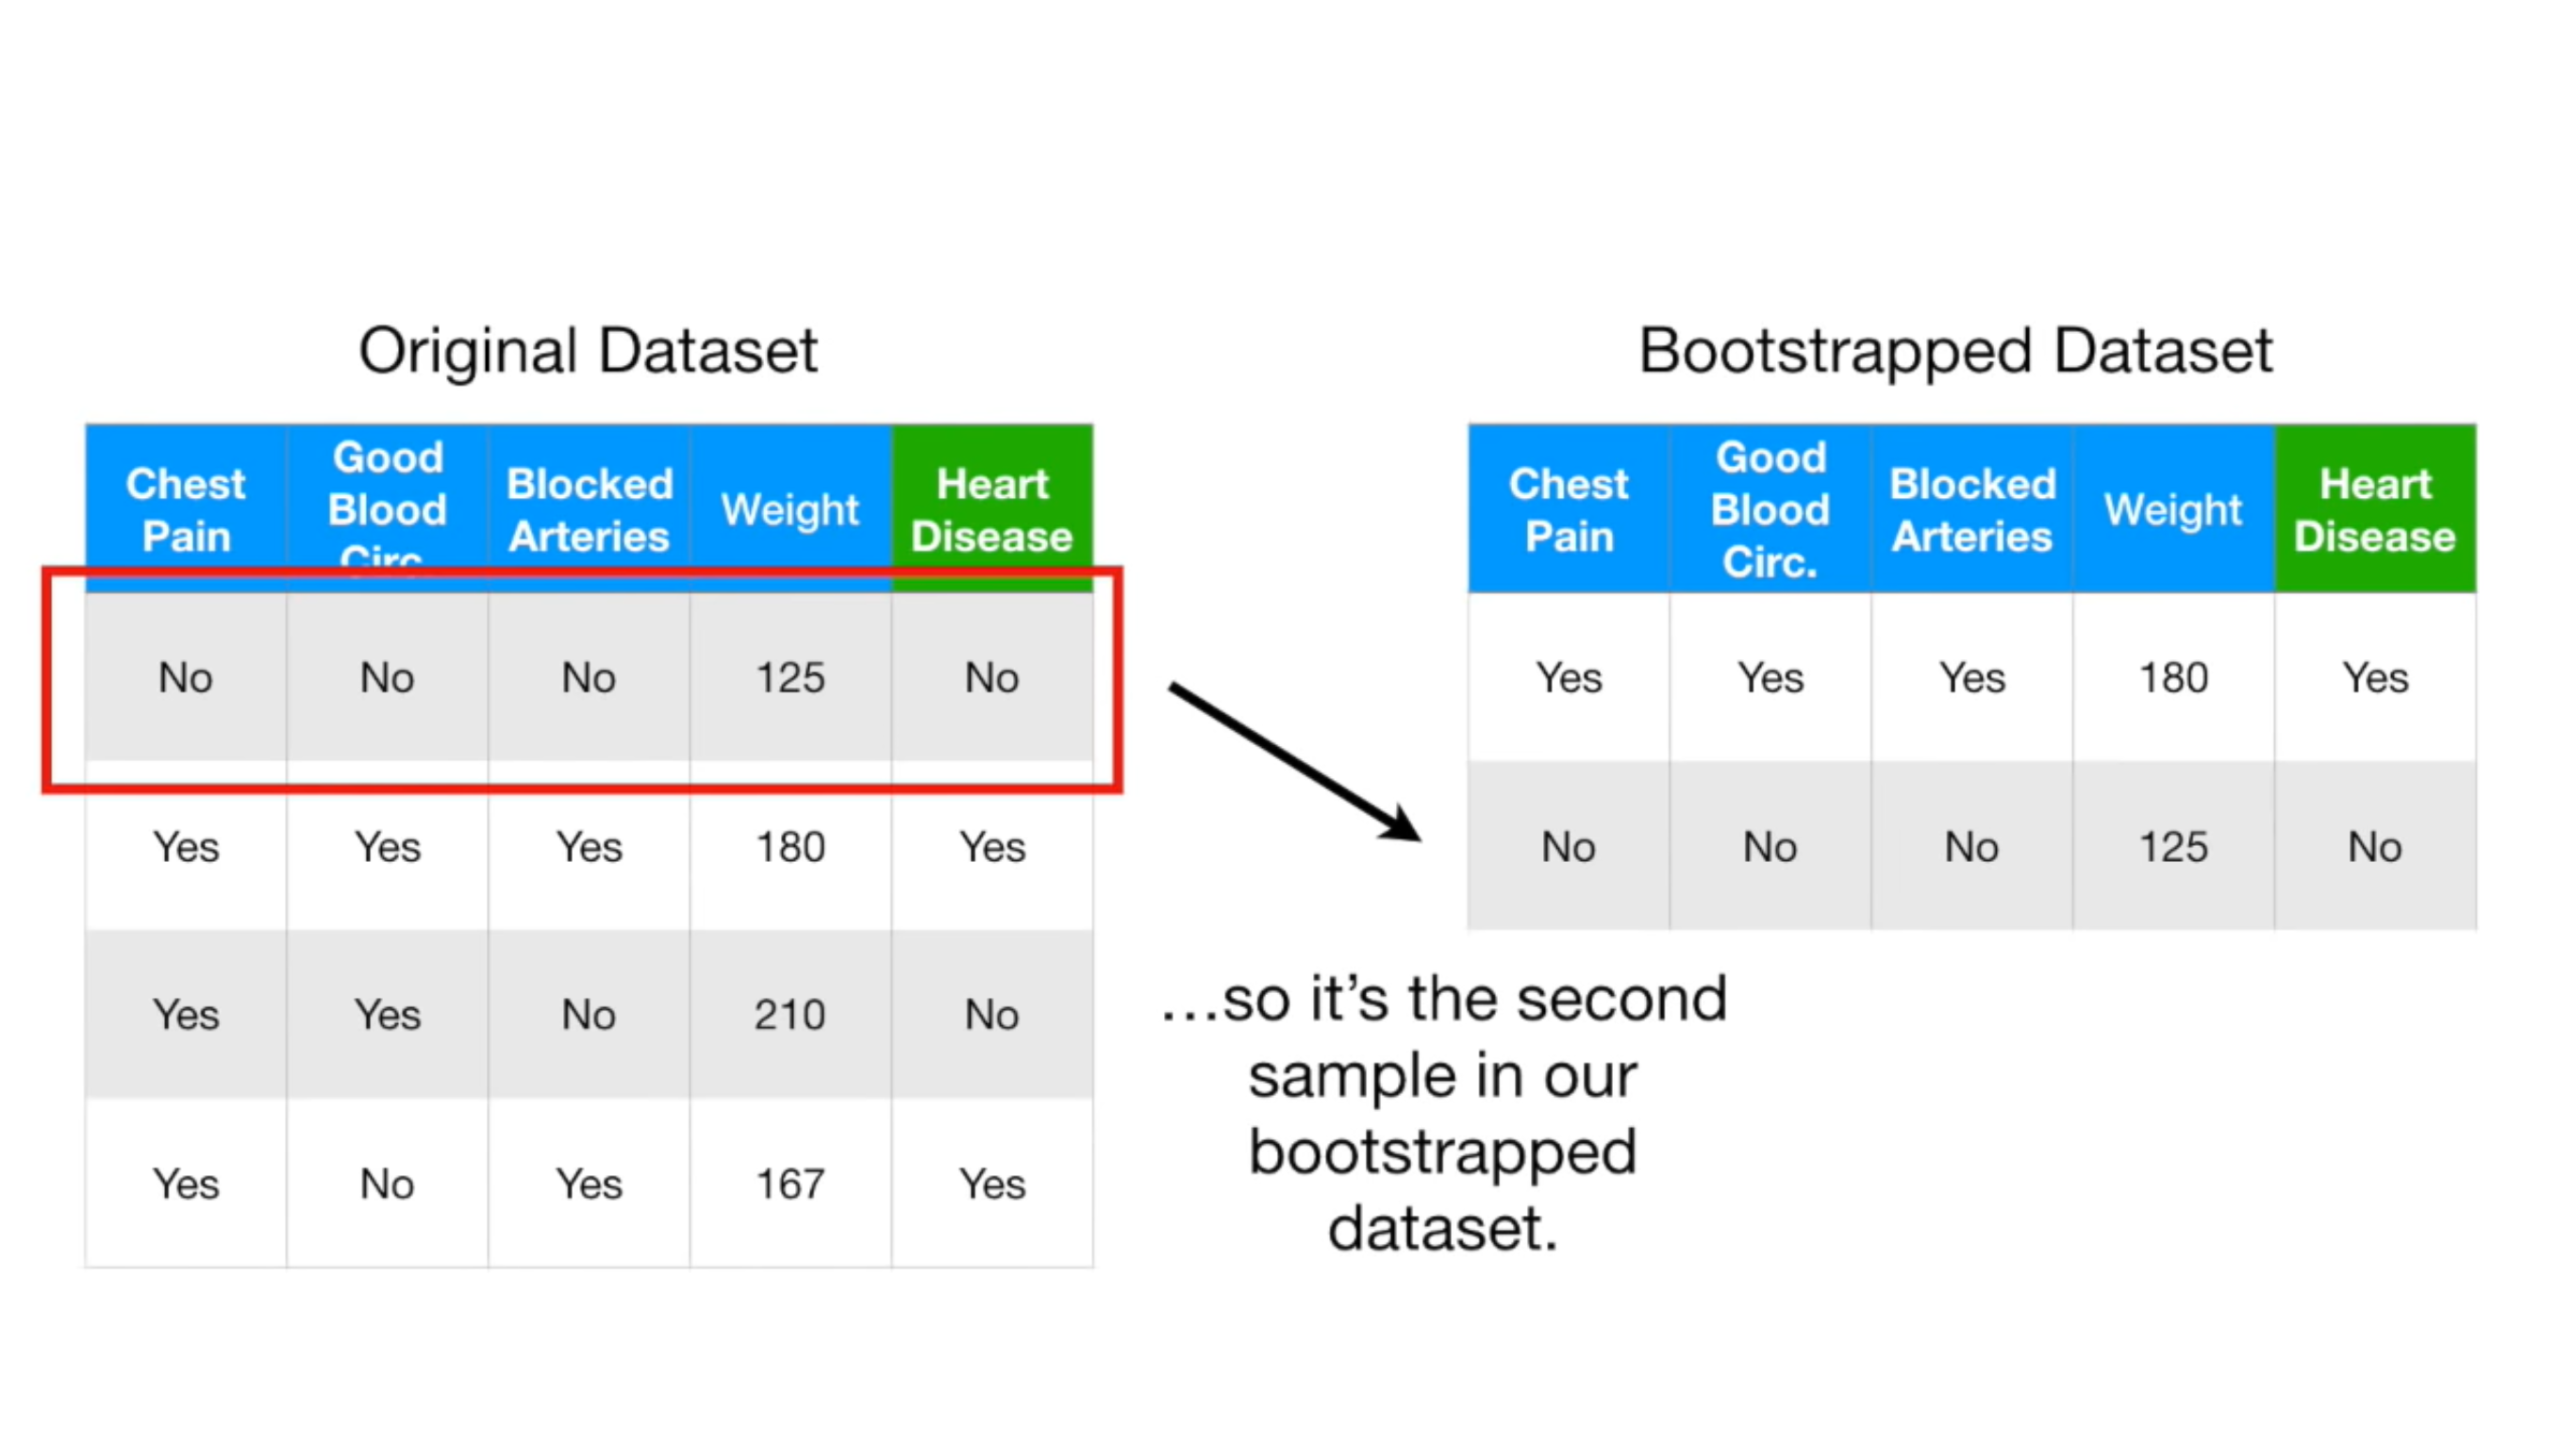 Original Dataset
Chest Pain Good Blood Circ. Blocked Arteries Weight Heart Disease
No No No 125 No
Yes Yes Yes 180 Yes
Yes Yes No 210 No
Yes No Yes 167 Yes
Bootstrapped Dataset
Chest Pain Good Blood Circ. Blocked Arteries Weight Heart Disease
Yes Yes Yes 180 Yes
No No No 125 No
...so it's the second
sample in our
bootstrapped
dataset.